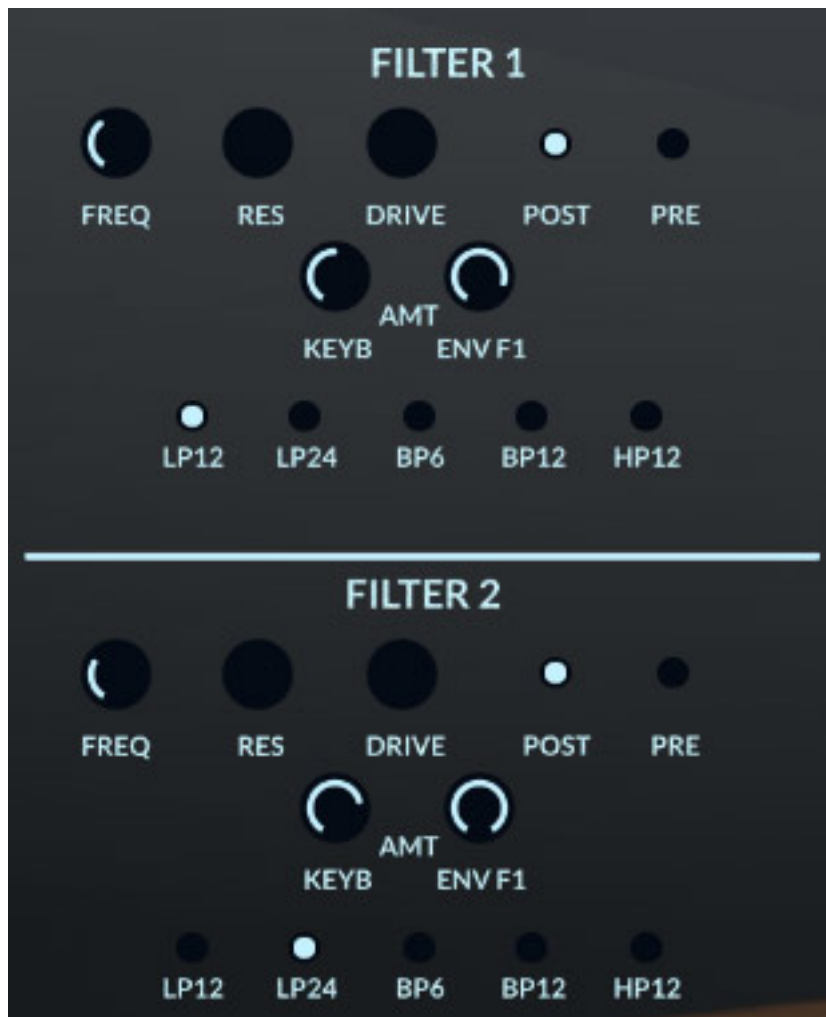 FILTER 1
FREQ RES DRIVE POST PRE
AMT
KEYB ENV F1
LP12 LP24 BP6 BP12 HP12
FILTER 2
FREQ RES DRIVE POST PRE
AMT
KEYB ENV F1
LP12 LP24 BP6 BP12 HP12